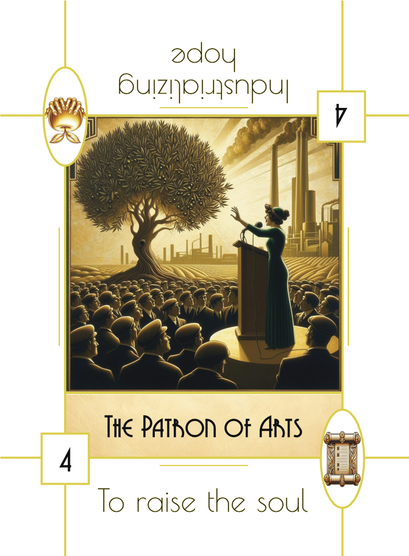 Industrializing
hope
4
The Patron of Arts
4
To raise the soul